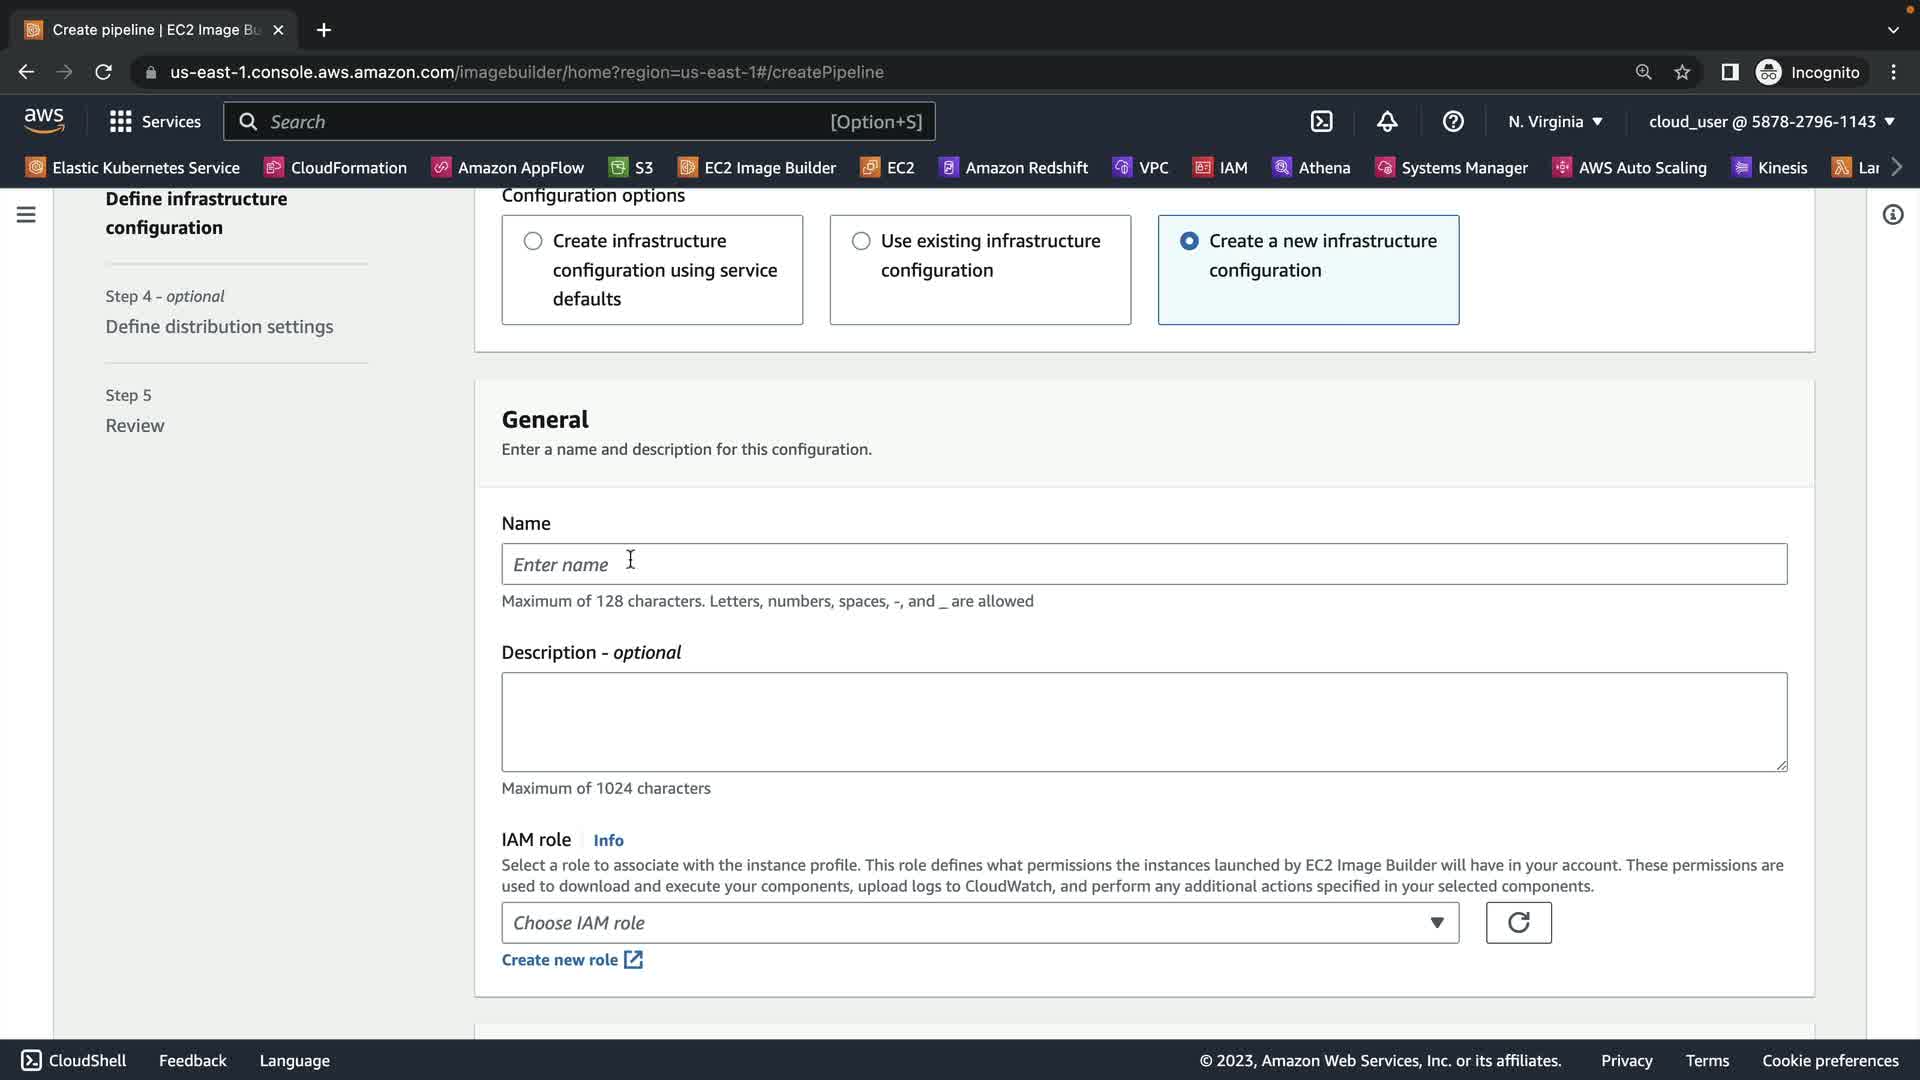 Create pipeline | EC2 Image Bu
us-east-1.console.aws.amazon.com/imagebuilder/home?region=us-east-1#/createPipeline
Incognito
aws
Services
Search
[Option+S]
N. Virginia
cloud_user @ 5878-2796-1143
Elastic Kubernetes Service
CloudFormation
Amazon AppFlow
S3
EC2 Image Builder
EC2
Amazon Redshift
VPC
IAM
Athena
Systems Manager
AWS Auto Scaling
Kinesis
Lar
Define infrastructure
configuration
Step 4 - optional
Define distribution settings
Step 5
Review
Configuration options
Create infrastructure
configuration using service
defaults
Use existing infrastructure
configuration
Create a new infrastructure
configuration
General
Enter a name and description for this configuration.
Name
Enter name
Maximum of 128 characters. Letters, numbers, spaces, -, and _ are allowed
Description - optional
Maximum of 1024 characters
IAM role
Info
Select a role to associate with the instance profile. This role defines what permissions the instances launched by EC2 Image Builder will have in your account. These permissions are
used to download and execute your components, upload logs to CloudWatch, and perform any additional actions specified in your selected components.
Choose IAM role
Create new role
CloudShell
Feedback
Language
© 2023, Amazon Web Services, Inc. or its affiliates.
Privacy
Terms
Cookie preferences